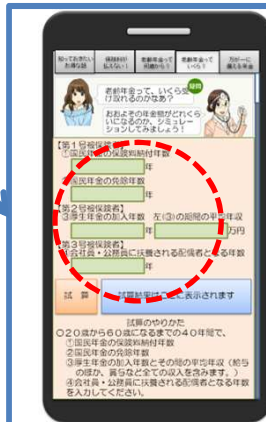 知っておきたい
お得な話
保険料が
払えない！
老齢年金って
何歳から？
老齢年金って
いくら？
万が一に
備える年金
疑問
老齢年金って、いくら受
け取れるのかなあ？
おおよその年金額がどれくら
いになるのか、シミュレー
ションしてみましょう！
【第１号被保険者】
①国民年金の保険料納付年数
年
②国民年金の免除年数
年
【第２号被保険者】
③厚生年金の加入年数 左(③)の期間の平均年収
年 万円
【第３号被保険者】
④会社員・公務員に扶養される配偶者となる年数
年
試 算
試算結果はここに表示されます
試算のやりかた
○２０歳から６０歳になるまでの４０年間で、
①国民年金の保険料納付年数
②国民年金の免除年数
③厚生年金の加入年数とその間の平均年収（給与
のほか、賞与など全ての収入を含みます。）
④会社員・公務員に扶養される配偶者となる年数
を入力してください。